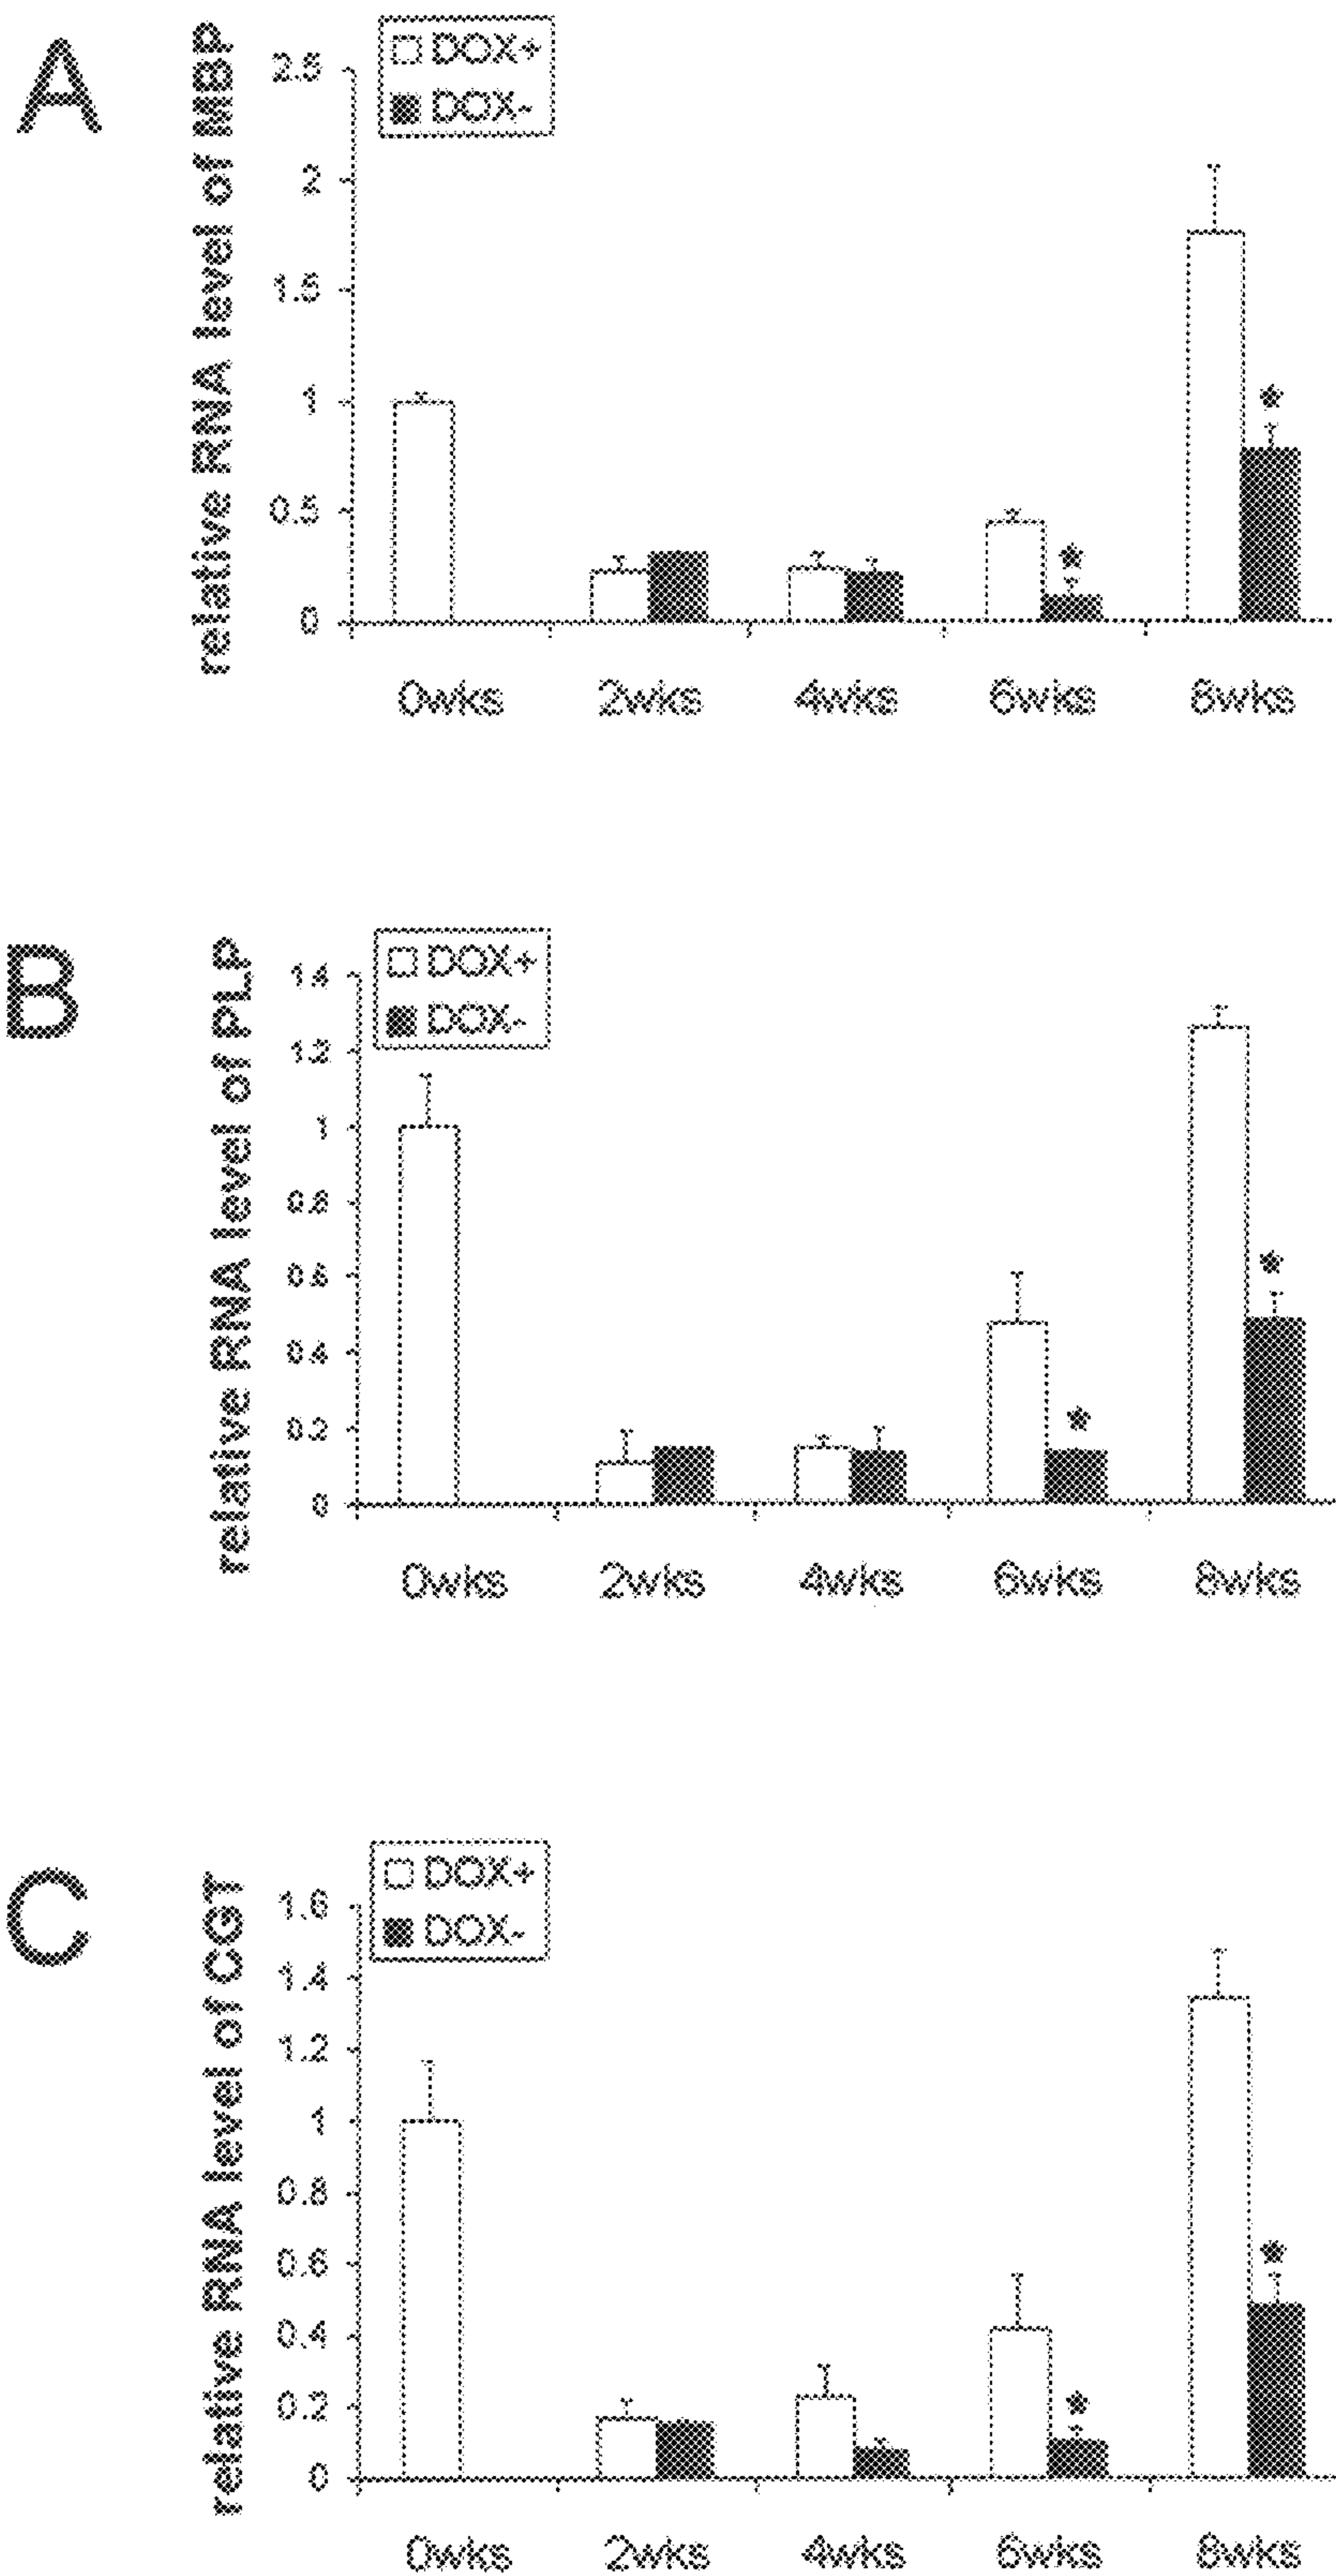 A
relative RNA level of MBP
DOX+
DOX-
2.5
2
1.5
1
0.5
0
*
*
0wks 2wks 4wks 6wks 8wks
B
relative RNA level of PLP
DOX+
DOX-
1.4
1.2
1
0.8
0.6
0.4
0.2
0
*
*
0wks 2wks 4wks 6wks 8wks
C
relative RNA level of CGT
DOX+
DOX-
1.6
1.4
1.2
1
0.8
0.6
0.4
0.2
0
*
*
0wks 2wks 4wks 6wks 8wks